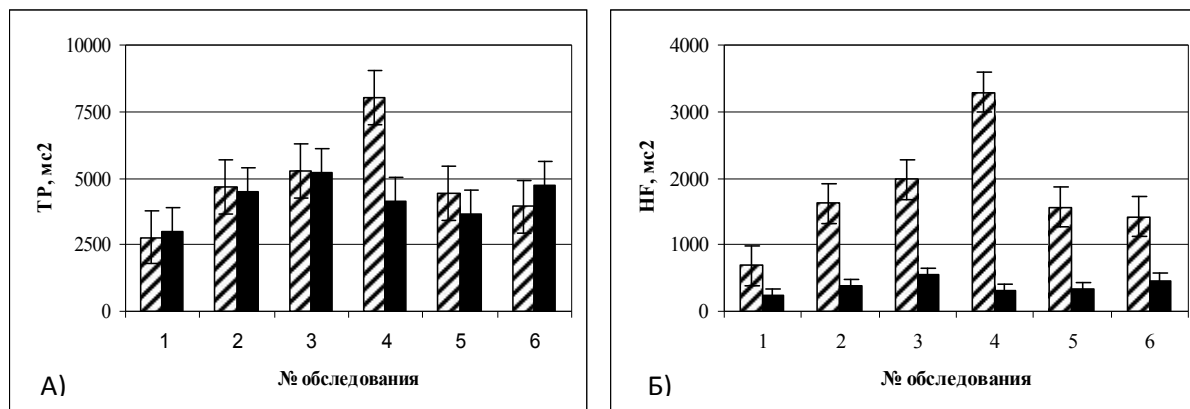 10000
7500
5000
2500
0
TP, мс2
1 2 3 4 5 6
№ обследования
А)
4000
3000
2000
1000
0
HF, мс2
1 2 3 4 5 6
№ обследования
Б)